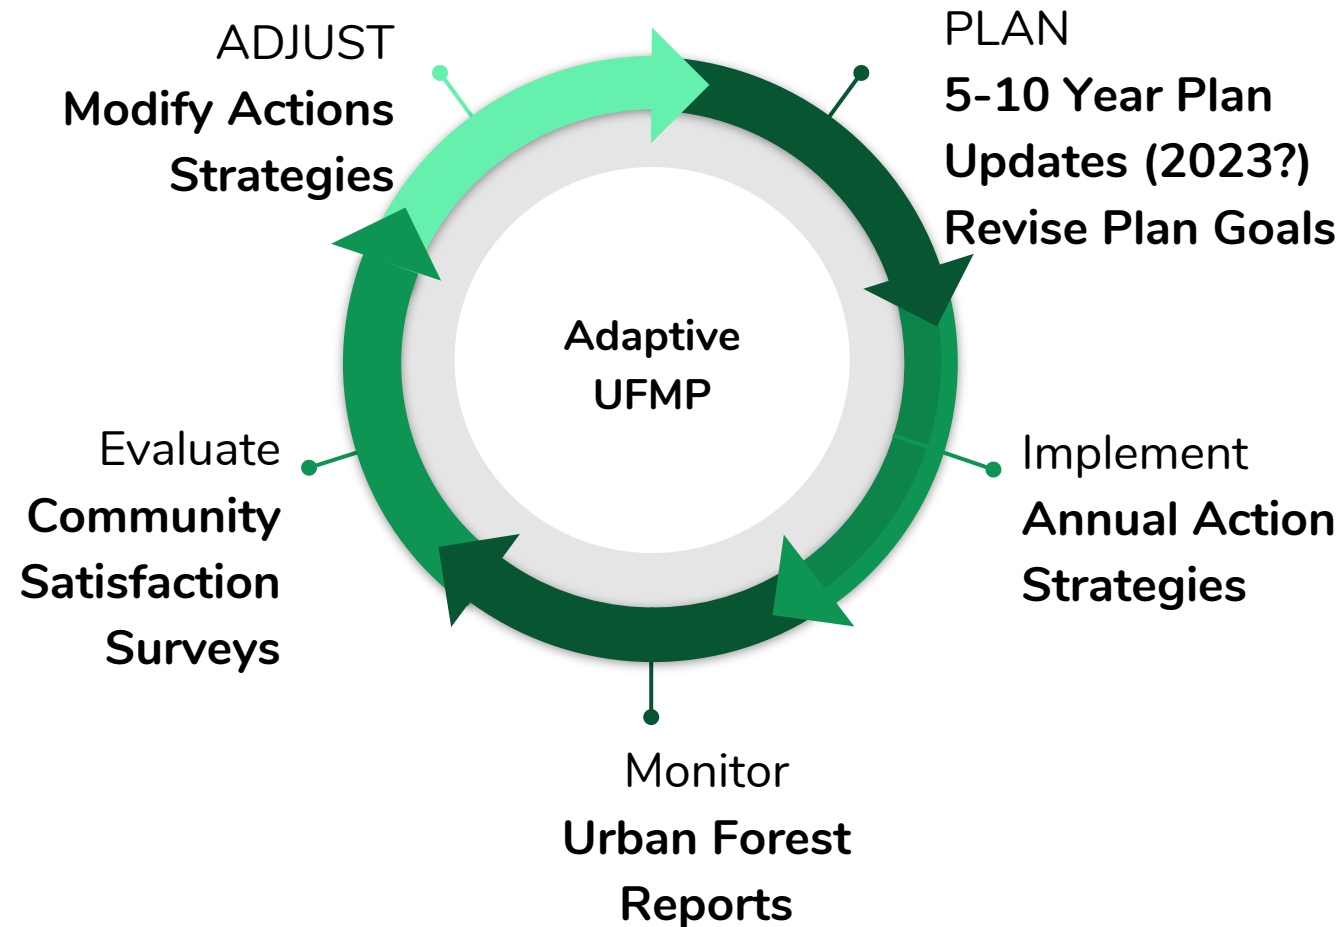 ADJUST
Modify Actions
Strategies
PLAN
5-10 Year Plan
Updates (2023?)
Revise Plan Goals
Adaptive
UFMP
Evaluate
Community
Satisfaction
Surveys
Implement
Annual Action
Strategies
Monitor
Urban Forest
Reports